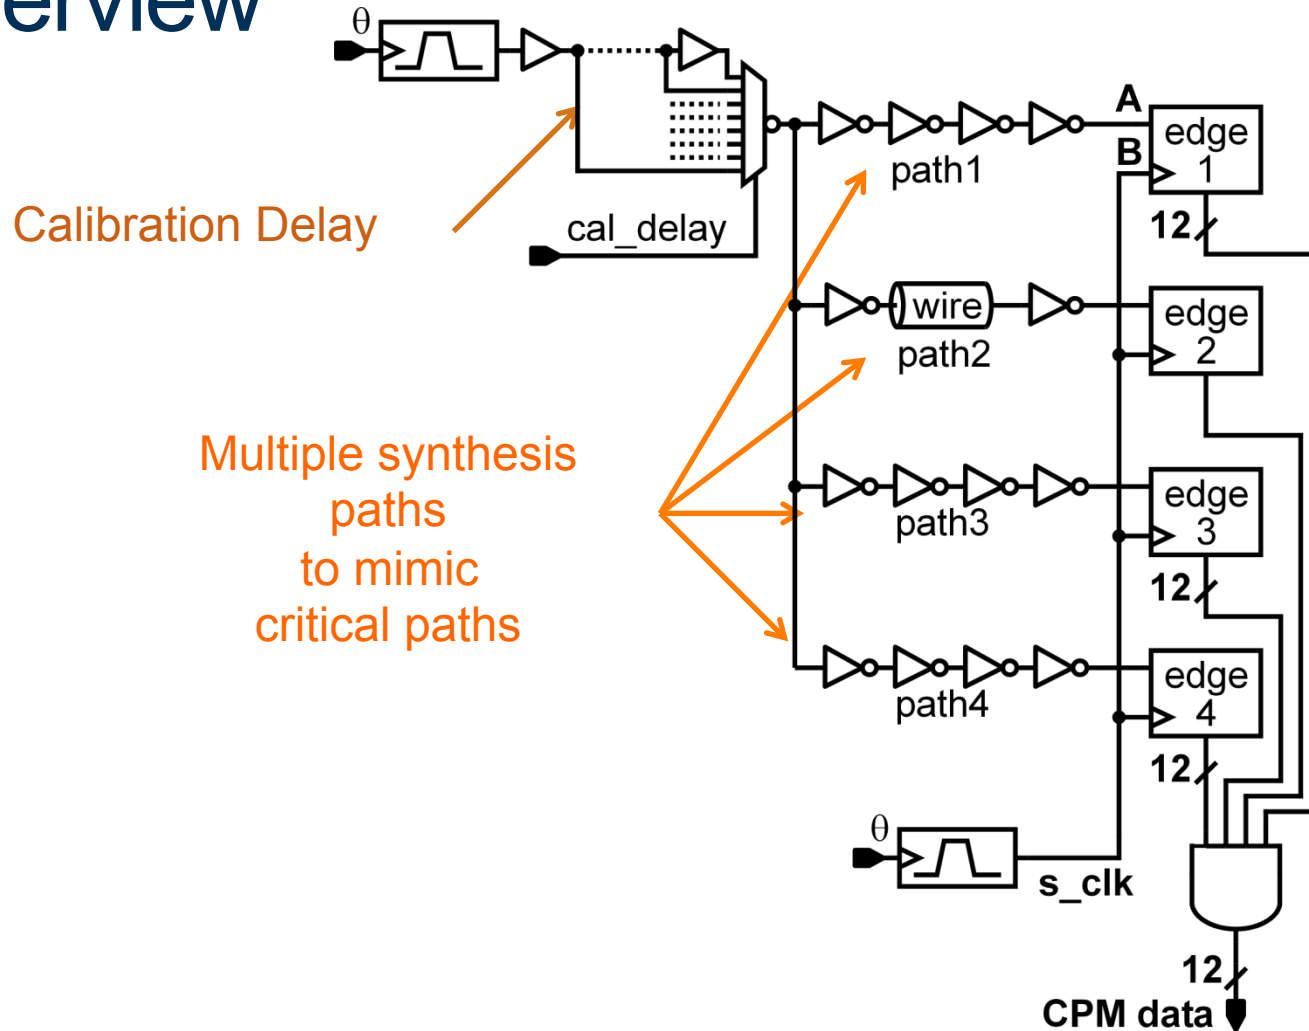 erview
θ
A
edge
1
B
path1
12
Calibration Delay
cal_delay
wire
edge
2
path2
Multiple synthesis
paths
to mimic
critical paths
edge
3
path3
12
edge
4
path4
12
θ
s_clk
12
CPM data